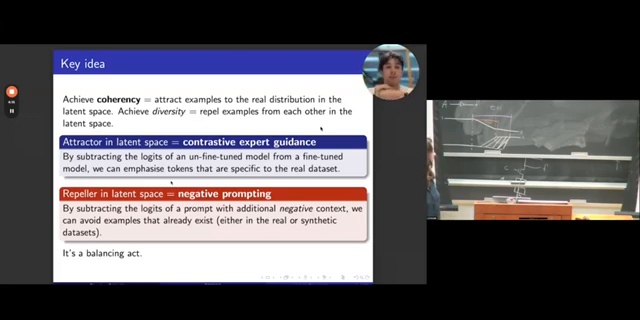 Key idea
Achieve coherency = attract examples to the real distribution in the
latent space. Achieve diversity = repel examples from each other in the
latent space.
Attractor in latent space = contrastive expert guidance
By subtracting the logits of an un-fine-tuned model from a fine-tuned
model, we can emphasise tokens that are specific to the real dataset.
Repeller in latent space = negative prompting
By subtracting the logits of a prompt with additional negative context, we
can avoid examples that already exist (either in the real or synthetic
datasets).
It's a balancing act.